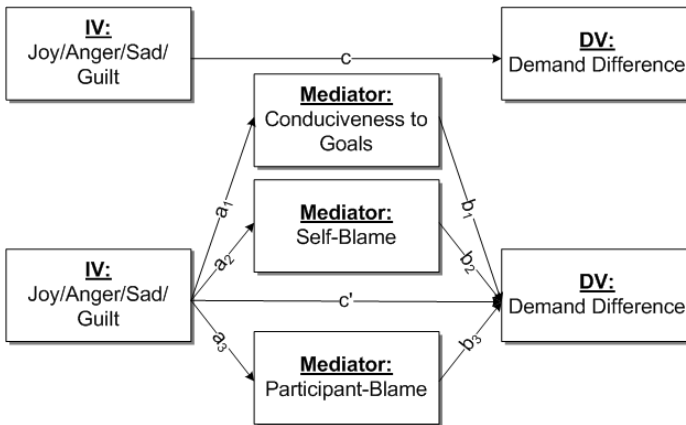 IV:
Joy/Anger/Sad/
Guilt
c
DV:
Demand Difference
Mediator:
Conduciveness to
Goals
a₁
b₁
Mediator:
Self-Blame
a₂
b₂
IV:
Joy/Anger/Sad/
Guilt
c'
DV:
Demand Difference
a₃
b₃
Mediator:
Participant-Blame